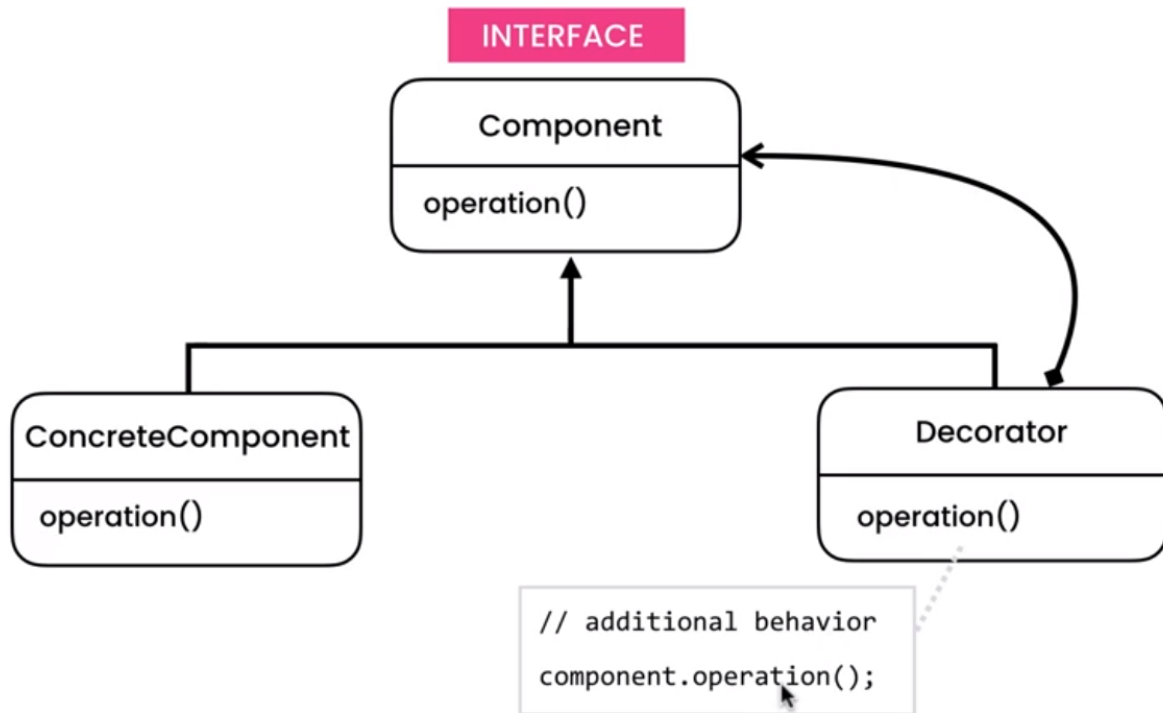 INTERFACE
Component
operation()
ConcreteComponent
operation()
Decorator
operation()
// additional behavior
component.operation();